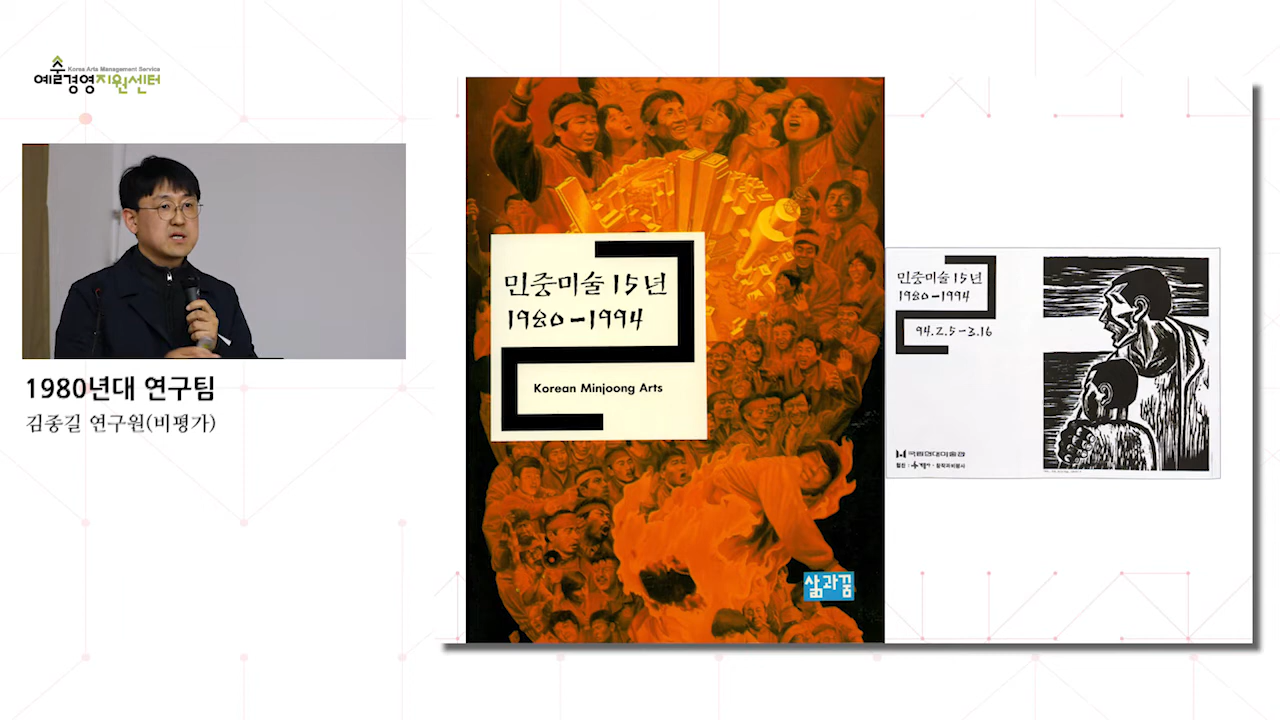 Korea Arts Management Service
예술경영지원센터
1980년대 연구팀
김종길 연구원(비평가)
민중미술 15년
1980-1994
Korean Minjoong Arts
삶과꿈
민중미술 15년
1980-1994
94.2.5-3.16
국립현대미술관